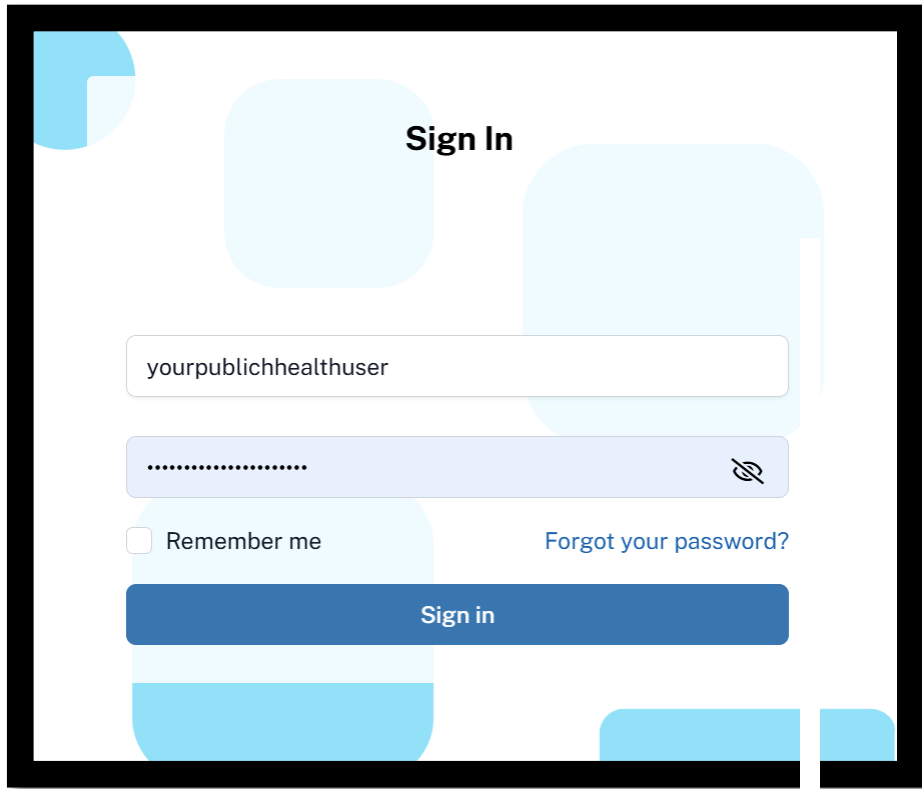 Sign In
yourpublichhealthuser
••••••••••••••••••••••
Remember me
Forgot your password?
Sign in